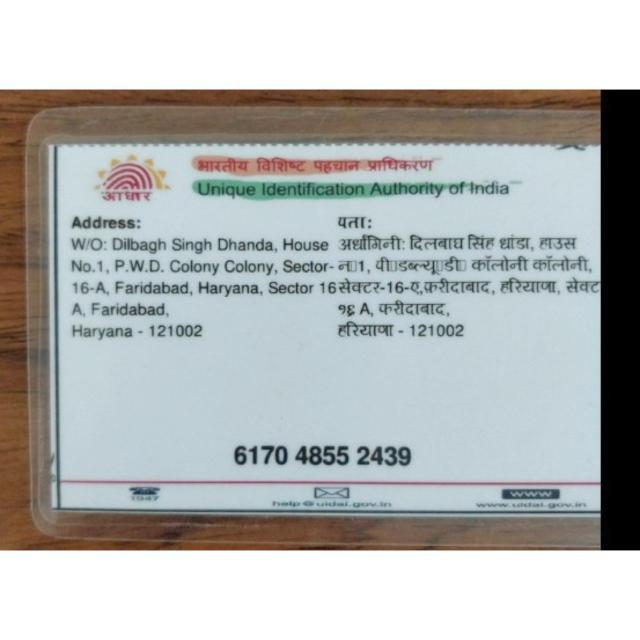 भारतीय विशिष्ट पहचान प्राधिकरण
आधार
Unique Identification Authority of India
Address:
W/O: Dilbagh Singh Dhanda, House
No.1, P.W.D. Colony Colony, Sector-
16-A, Faridabad, Haryana, Sector 16
A, Faridabad,
Haryana - 121002
पता:
अर्धांगिनी: दिलबाघ सिंह धांडा, हाउस
कॉलोनी कॉलोनी,
सेक्टर-16-ए,फ़रीदाबाद, हरियाणा,
१६ A, फरीदाबाद,
हरियाणा - 121002
6170 4855 2439
1947
help@uidai.gov.in
www
www.uidai.gov.in